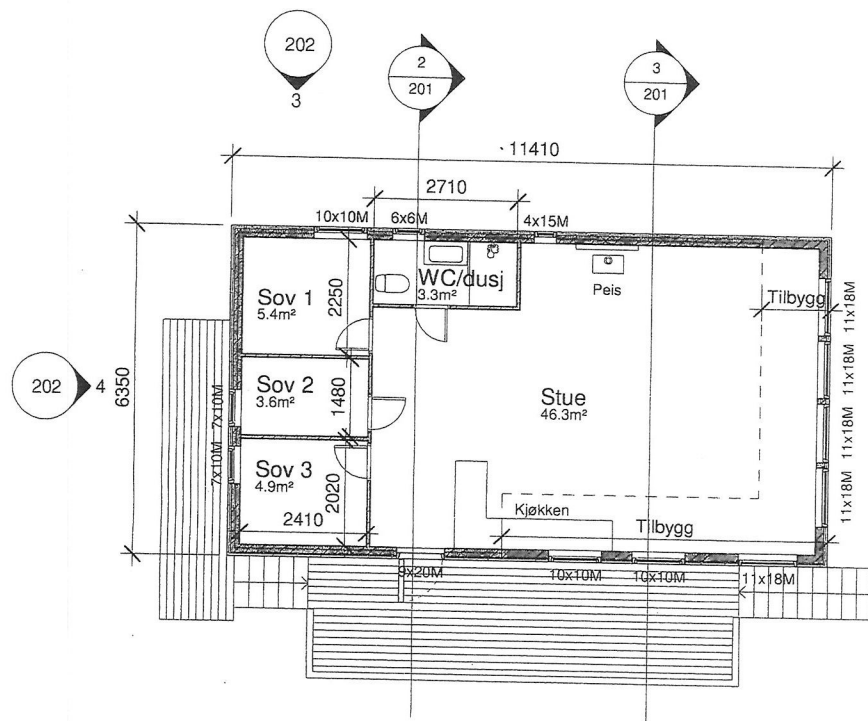 202
3
2
201
3
201
11410
2710
10x10M
6x6M
4x15M
WC/dusj
3.3m²
Peis
Tilbygg
Sov 1
5.4m²
2250
11x18M
11x18M
11x18M
11x18M
6350
202
4
Sov 2
3.6m²
1480
Stue
46.3m²
7x10M
7x10M
Sov 3
4.9m²
2020
2410
Kjøkken
Tilbygg
9x20M
10x10M
10x10M
11x18M